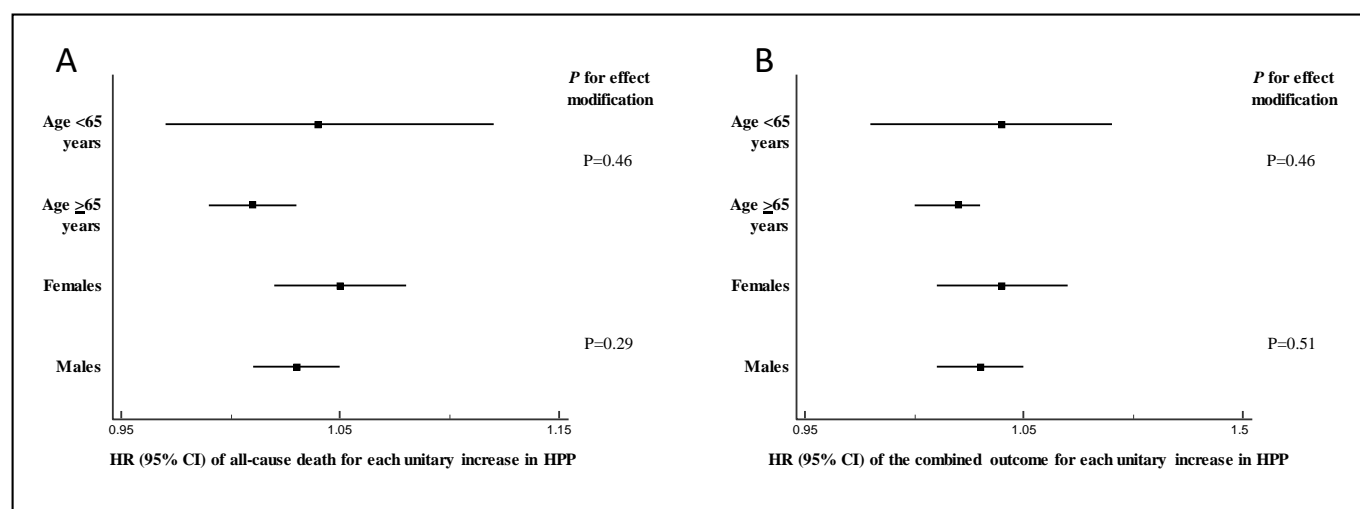 A
P for effect
modification
Age <65
years
P=0.46
Age ≥65
years
Females
P=0.29
Males
0.95
1.05
1.15
HR (95% CI) of all-cause death for each unitary increase in HPP
B
P for effect
modification
Age <65
years
P=0.46
Age ≥65
years
Females
P=0.51
Males
0.95
1.05
1.5
HR (95% CI) of the combined outcome for each unitary increase in HPP